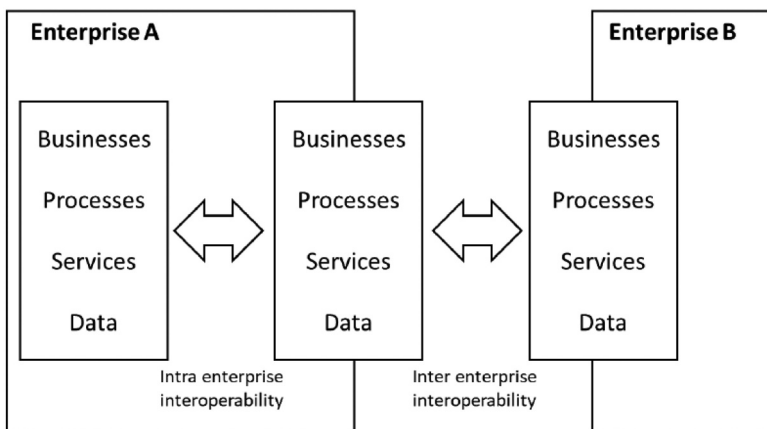 Enterprise A
Enterprise B
Businesses
Processes
Services
Data
Businesses
Processes
Services
Data
Businesses
Processes
Services
Data
Intra enterprise
interoperability
Inter enterprise
interoperability